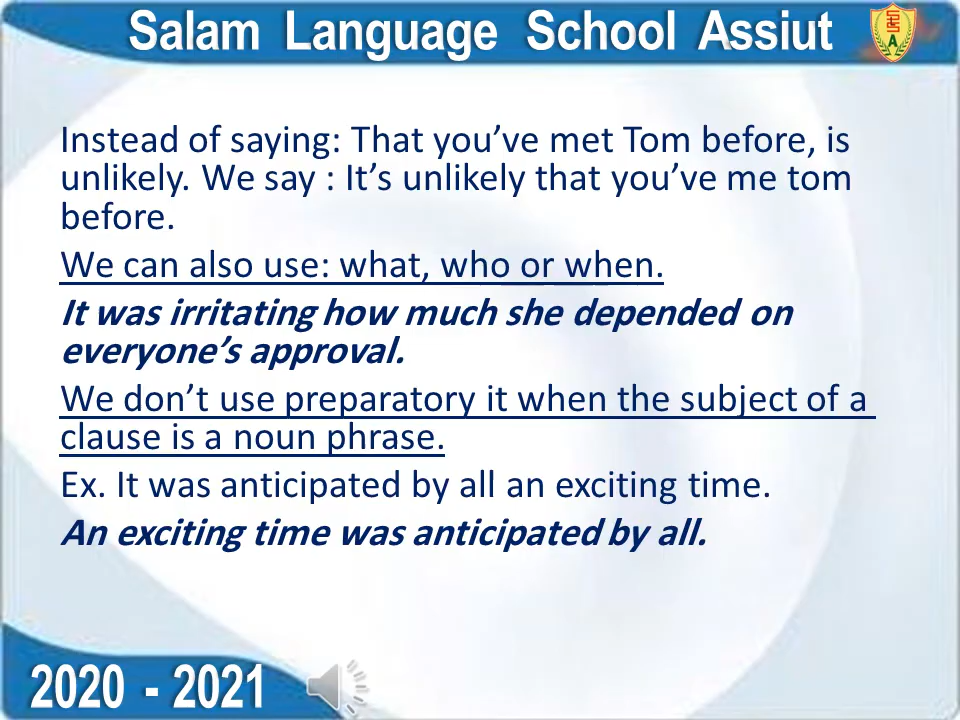 Salam Language School Assiut
Instead of saying: That you’ve met Tom before, is
unlikely. We say : It’s unlikely that you’ve me tom
before.
We can also use: what, who or when.
It was irritating how much she depended on
everyone’s approval.
We don’t use preparatory it when the subject of a
clause is a noun phrase.
Ex. It was anticipated by all an exciting time.
An exciting time was anticipated by all.
2020 - 2021